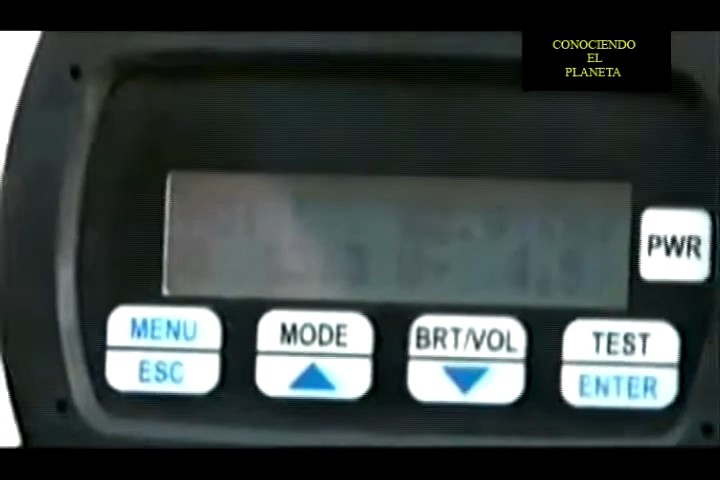 CONOCIENDO
EL
PLANETA
PWR
MENU
ESC
MODE
BRT/VOL
TEST
ENTER